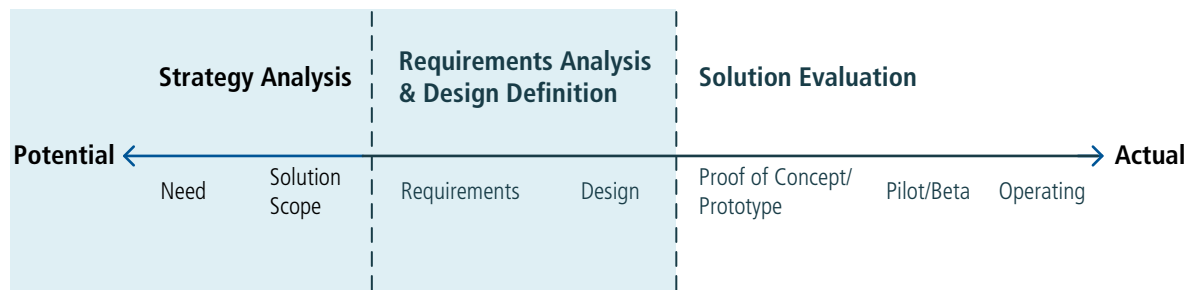 Strategy Analysis
Requirements Analysis
& Design Definition
Solution Evaluation
Potential
Actual
Need
Solution
Scope
Requirements
Design
Proof of Concept/
Prototype
Pilot/Beta
Operating